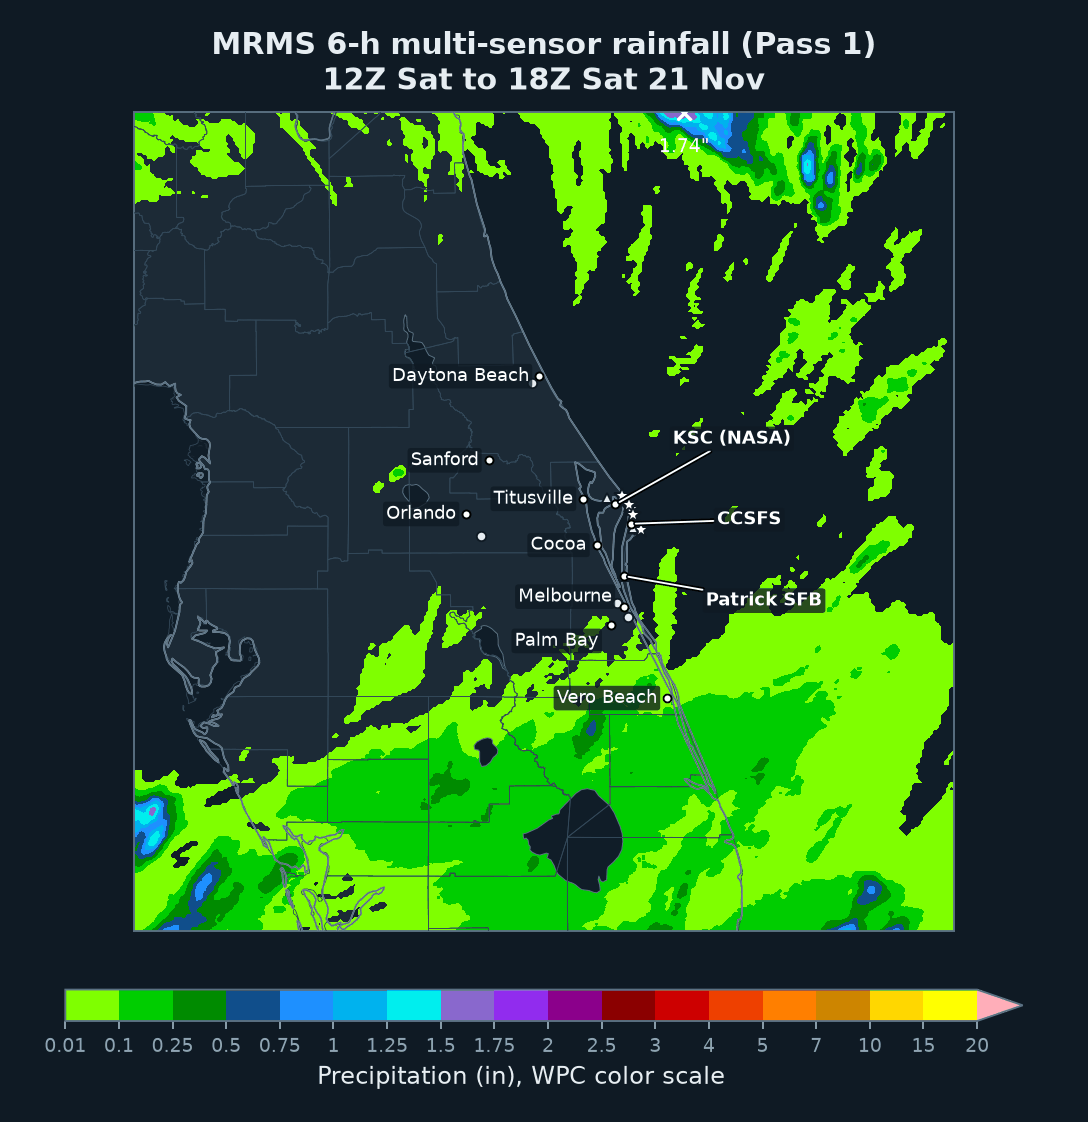 MRMS 6-h multi-sensor rainfall (Pass 1)
12Z Sat to 18Z Sat 21 Nov
1.74"
Daytona Beach
KSC (NASA)
Sanford
Titusville
Orlando
CCSFS
Cocoa
Melbourne
Patrick SFB
Palm Bay
Vero Beach
0.01 0.1 0.25 0.5 0.75 1 1.25 1.5 1.75 2 2.5 3 4 5 7 10 15 20
Precipitation (in), WPC color scale